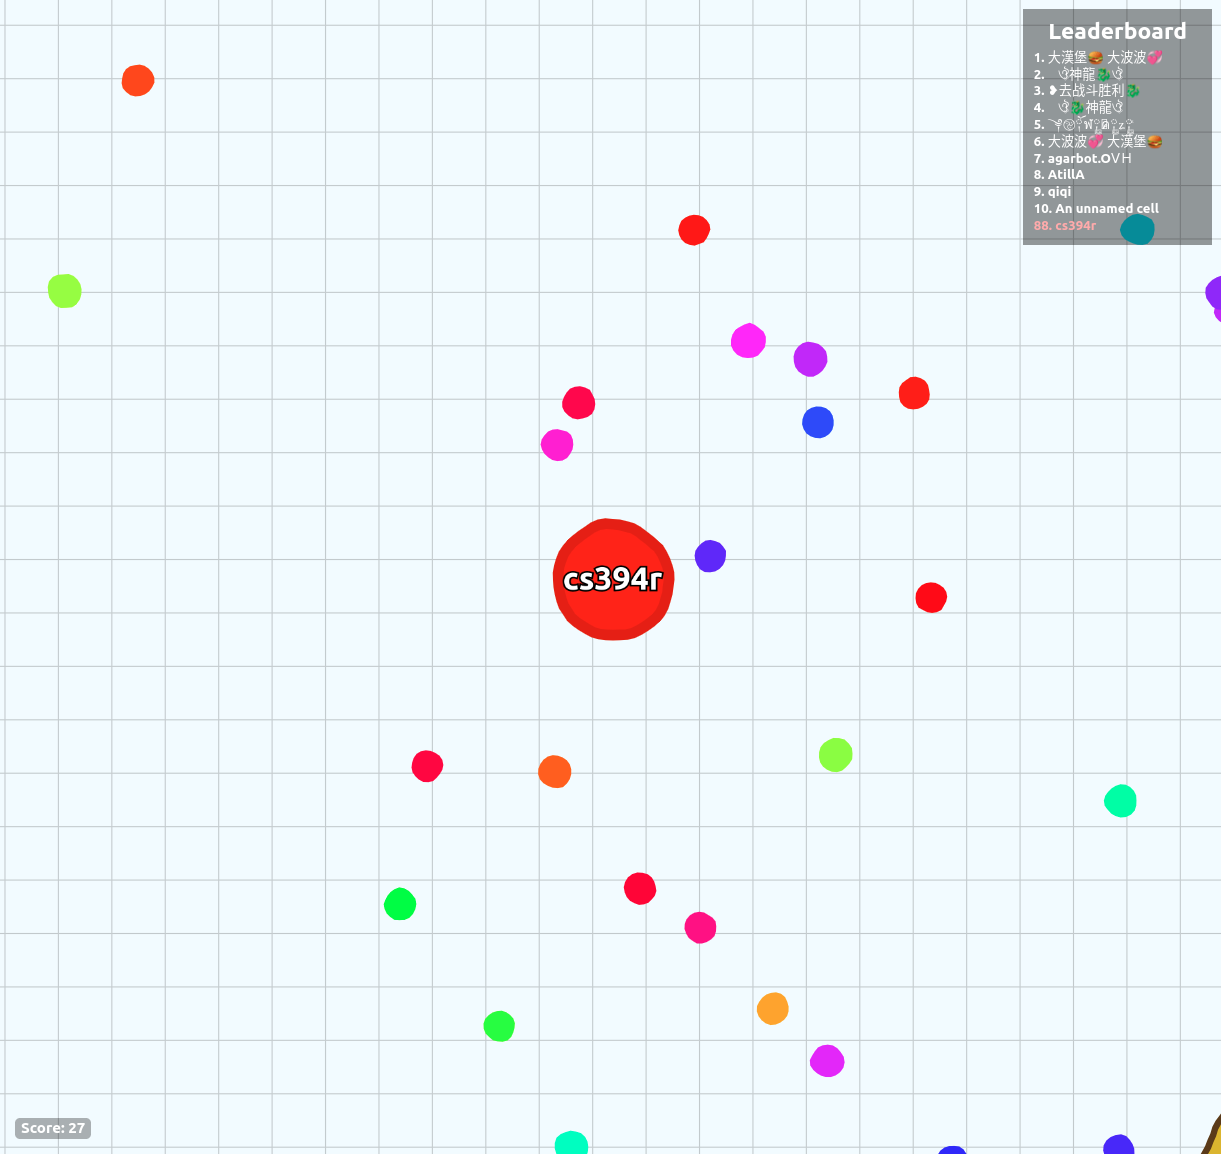 Leaderboard
1. 大漢堡🍔 大波波💞
2. 神龍🐉
3. ❥去战斗胜利🐉
4. 🐉神龍
5.
6. 大波波💞 大漢堡🍔
7. agarbot.OVH
8. AtillA
9. qiqi
10. An unnamed cell
88. cs394r
cs394r
Score: 27